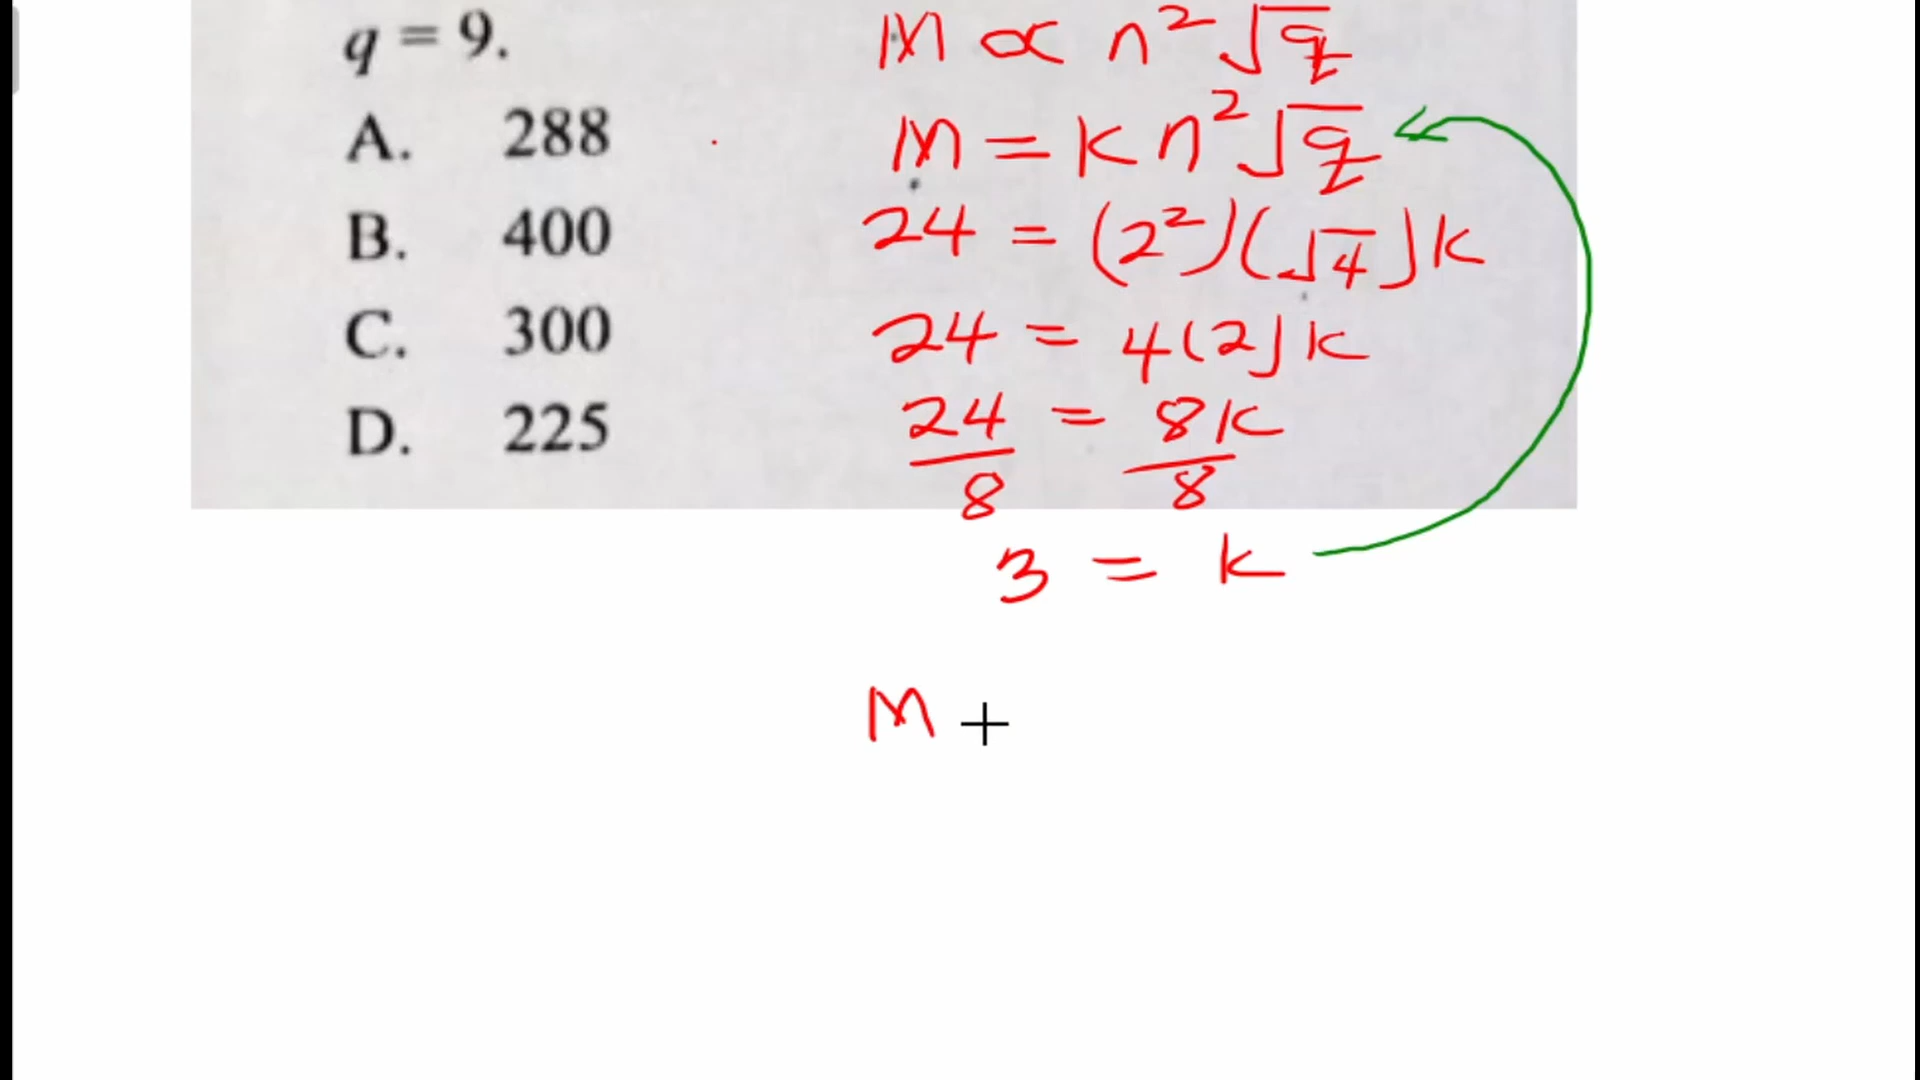 q = 9.
A. 288
B. 400
C. 300
D. 225
M ∝ n²√q
m = kn²√q
24 = (2²)(√4)k
24 = 4(2)k
24/8 = 8k/8
3 = k
M